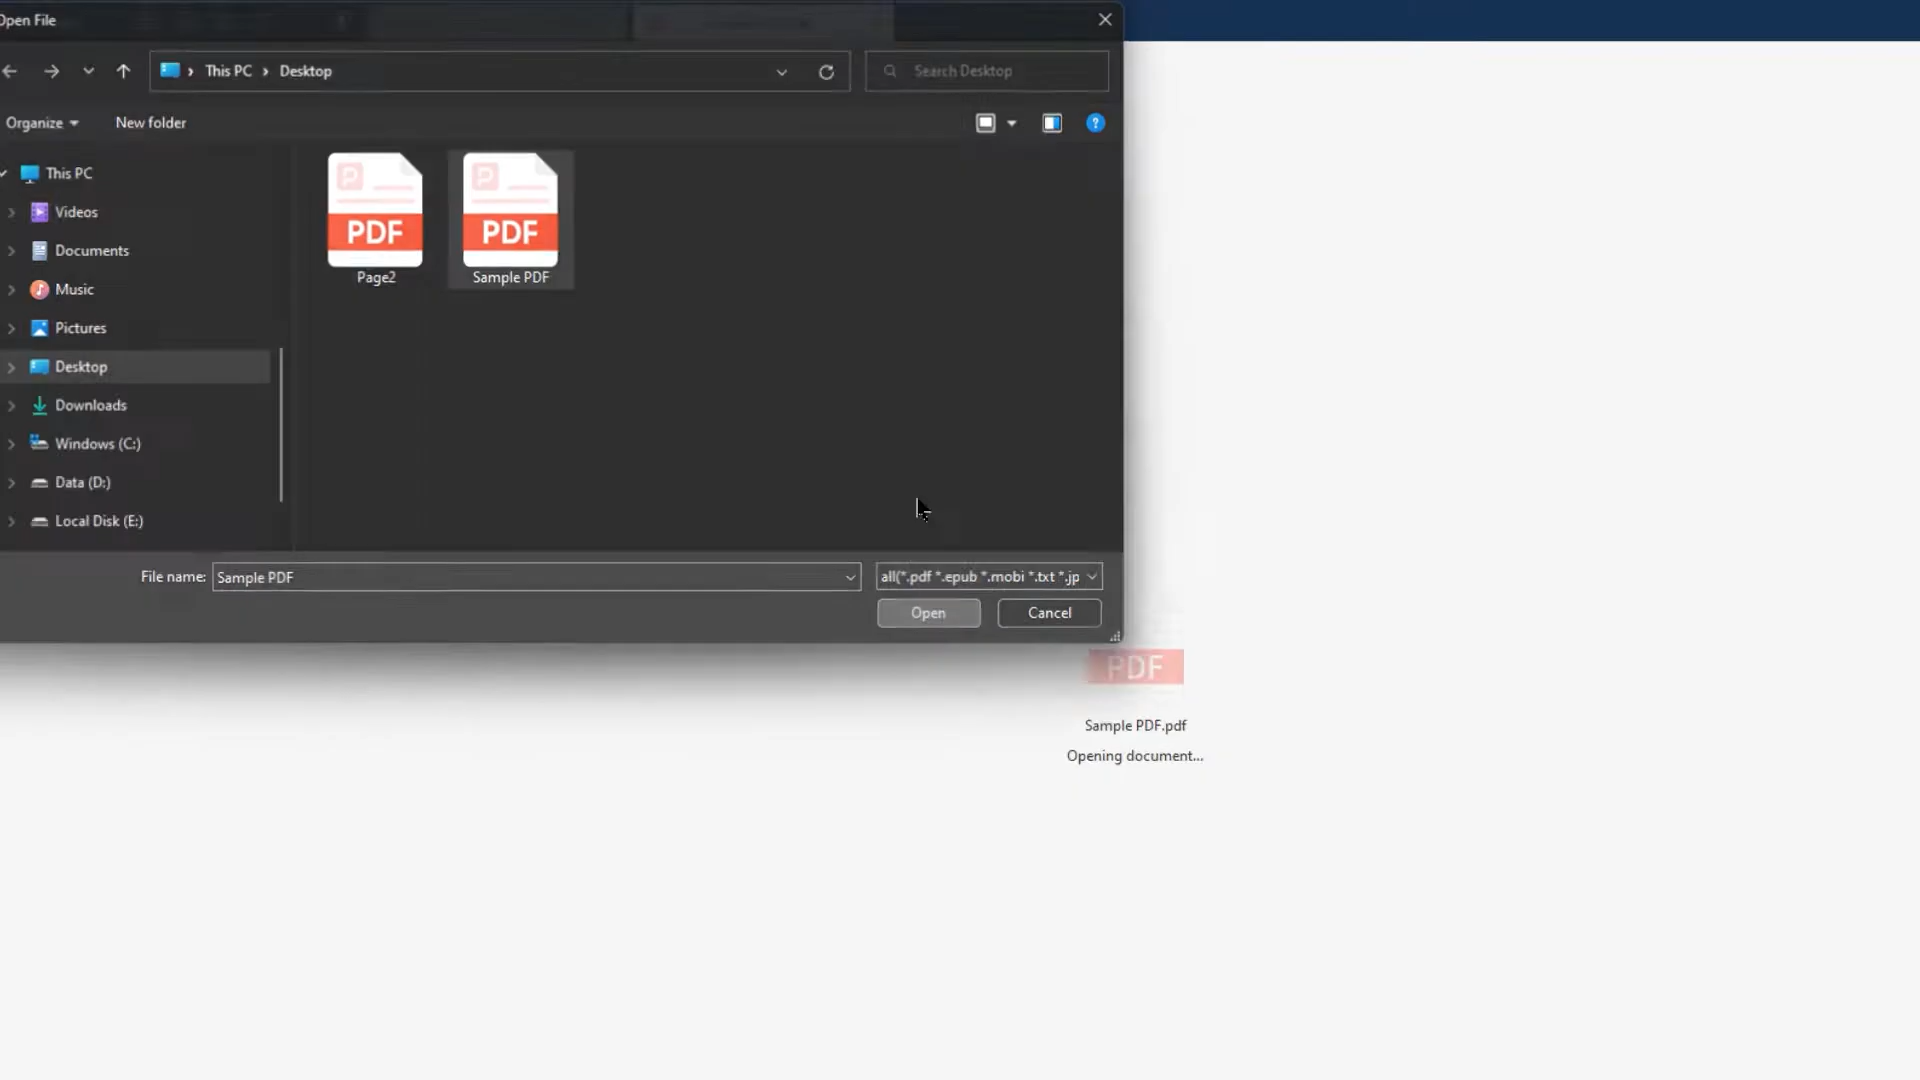 Open File
This PC › Desktop
Search Desktop
Organize
New folder
This PC
Videos
Documents
Music
Pictures
Desktop
Downloads
Windows (C:)
Data (D:)
Local Disk (E:)
PDF
Page2
PDF
Sample PDF
File name: Sample PDF
all(*.pdf *.epub *.mobi *.txt *.jp
Open
Cancel
PDF
Sample PDF.pdf
Opening document...